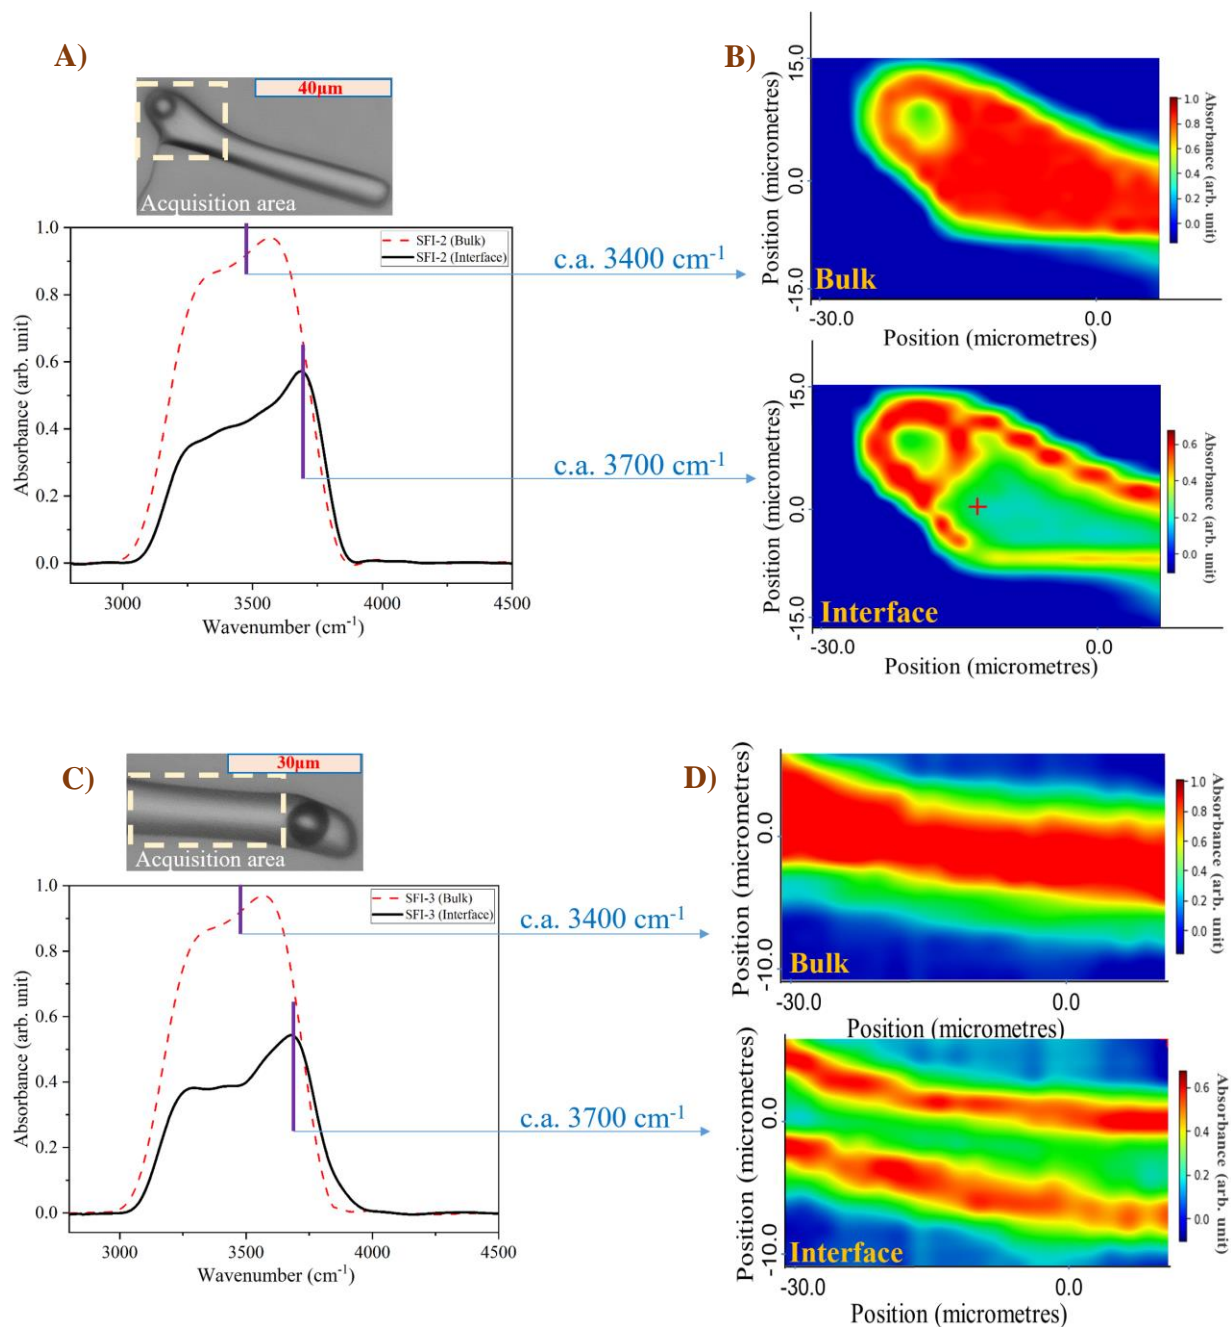 A)
40μm
Acquisition area
1.0
0.8
0.6
0.4
0.2
0.0
Absorbance (arb. unit)
SFI-2 (Bulk)
SFI-2 (Interface)
3000
3500
4000
4500
Wavenumber (cm⁻¹)
c.a. 3400 cm⁻¹
c.a. 3700 cm⁻¹
B)
15.0
0.0
-15.0
Position (micrometres)
Bulk
-30.0
0.0
Position (micrometres)
1.0
0.8
0.6
0.4
0.2
0.0
Absorbance (arb. unit)
15.0
0.0
-15.0
Position (micrometres)
Interface
-30.0
0.0
Position (micrometres)
0.6
0.4
0.2
0.0
Absorbance (arb. unit)
C)
30μm
Acquisition area
1.0
0.8
0.6
0.4
0.2
0.0
Absorbance (arb. unit)
SFI-3 (Bulk)
SFI-3 (Interface)
3000
3500
4000
4500
Wavenumber (cm⁻¹)
c.a. 3400 cm⁻¹
c.a. 3700 cm⁻¹
D)
0.0
-10.0
Position (micrometres)
Bulk
-30.0
0.0
Position (micrometres)
1.0
0.8
0.6
0.4
0.2
0.0
Absorbance (arb. unit)
0.0
-10.0
Position (micrometres)
Interface
-30.0
0.0
Position (micrometres)
0.6
0.4
0.2
0.0
Absorbance (arb. unit)